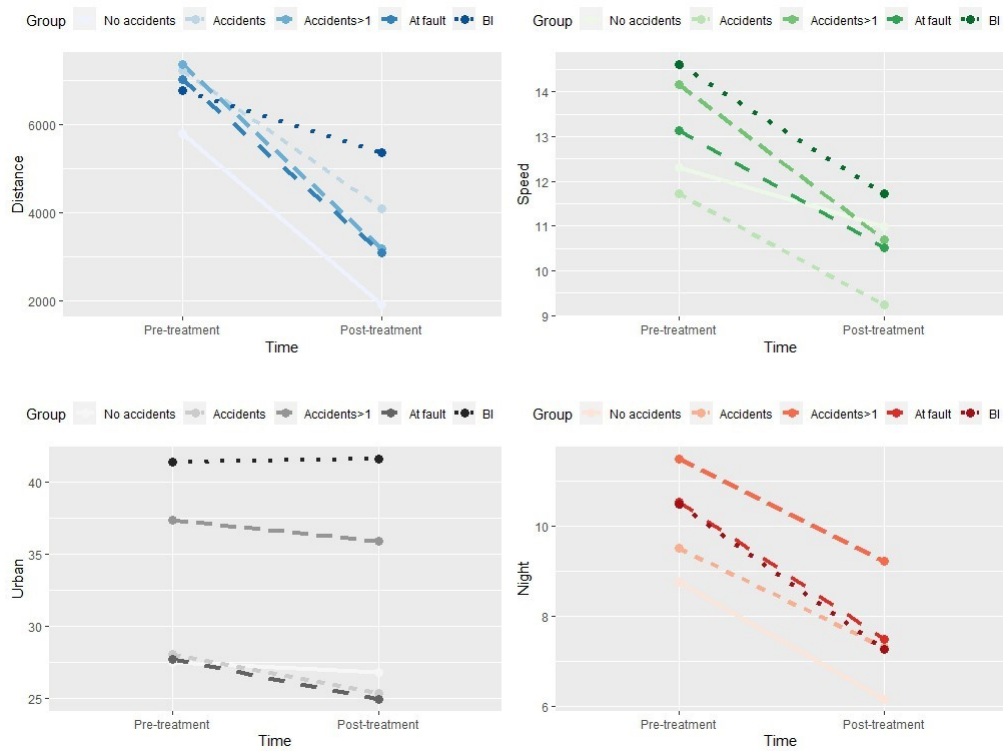 Group No accidents Accidents Accidents>1 At fault BI
6000
4000
2000
Distance
Pre-treatment Post-treatment
Time
Group No accidents Accidents Accidents>1 At fault BI
14
13
12
11
10
9
Speed
Pre-treatment Post-treatment
Time
Group No accidents Accidents Accidents>1 At fault BI
40
35
30
25
Urban
Pre-treatment Post-treatment
Time
Group No accidents Accidents Accidents>1 At fault BI
10
8
6
Night
Pre-treatment Post-treatment
Time